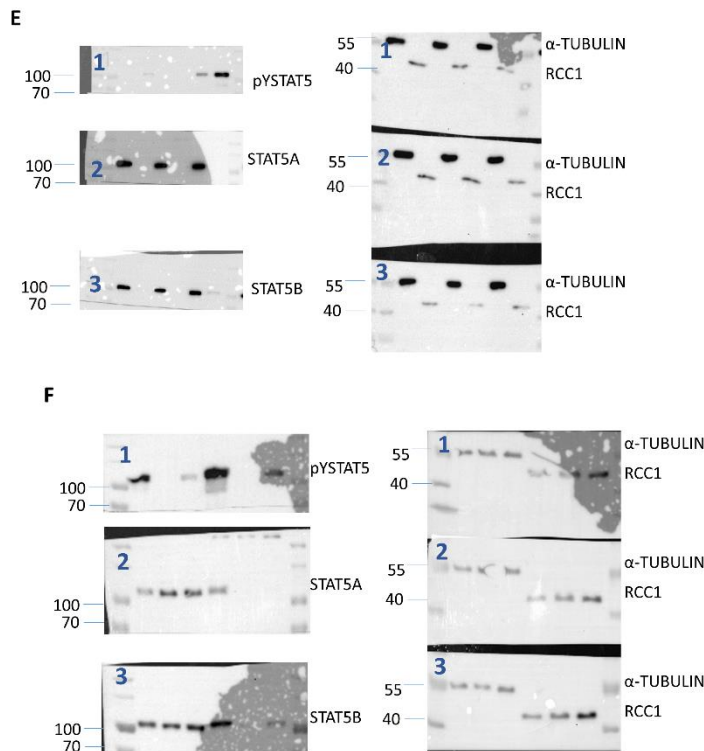 E
1
100
70
pYSTAT5
2
100
70
STAT5A
3
100
70
STAT5B
1
55
40
α-TUBULIN
RCC1
2
55
40
α-TUBULIN
RCC1
3
55
40
α-TUBULIN
RCC1
F
1
100
70
pYSTAT5
2
100
70
STAT5A
3
100
70
STAT5B
1
55
40
α-TUBULIN
RCC1
2
55
40
α-TUBULIN
RCC1
3
55
40
α-TUBULIN
RCC1